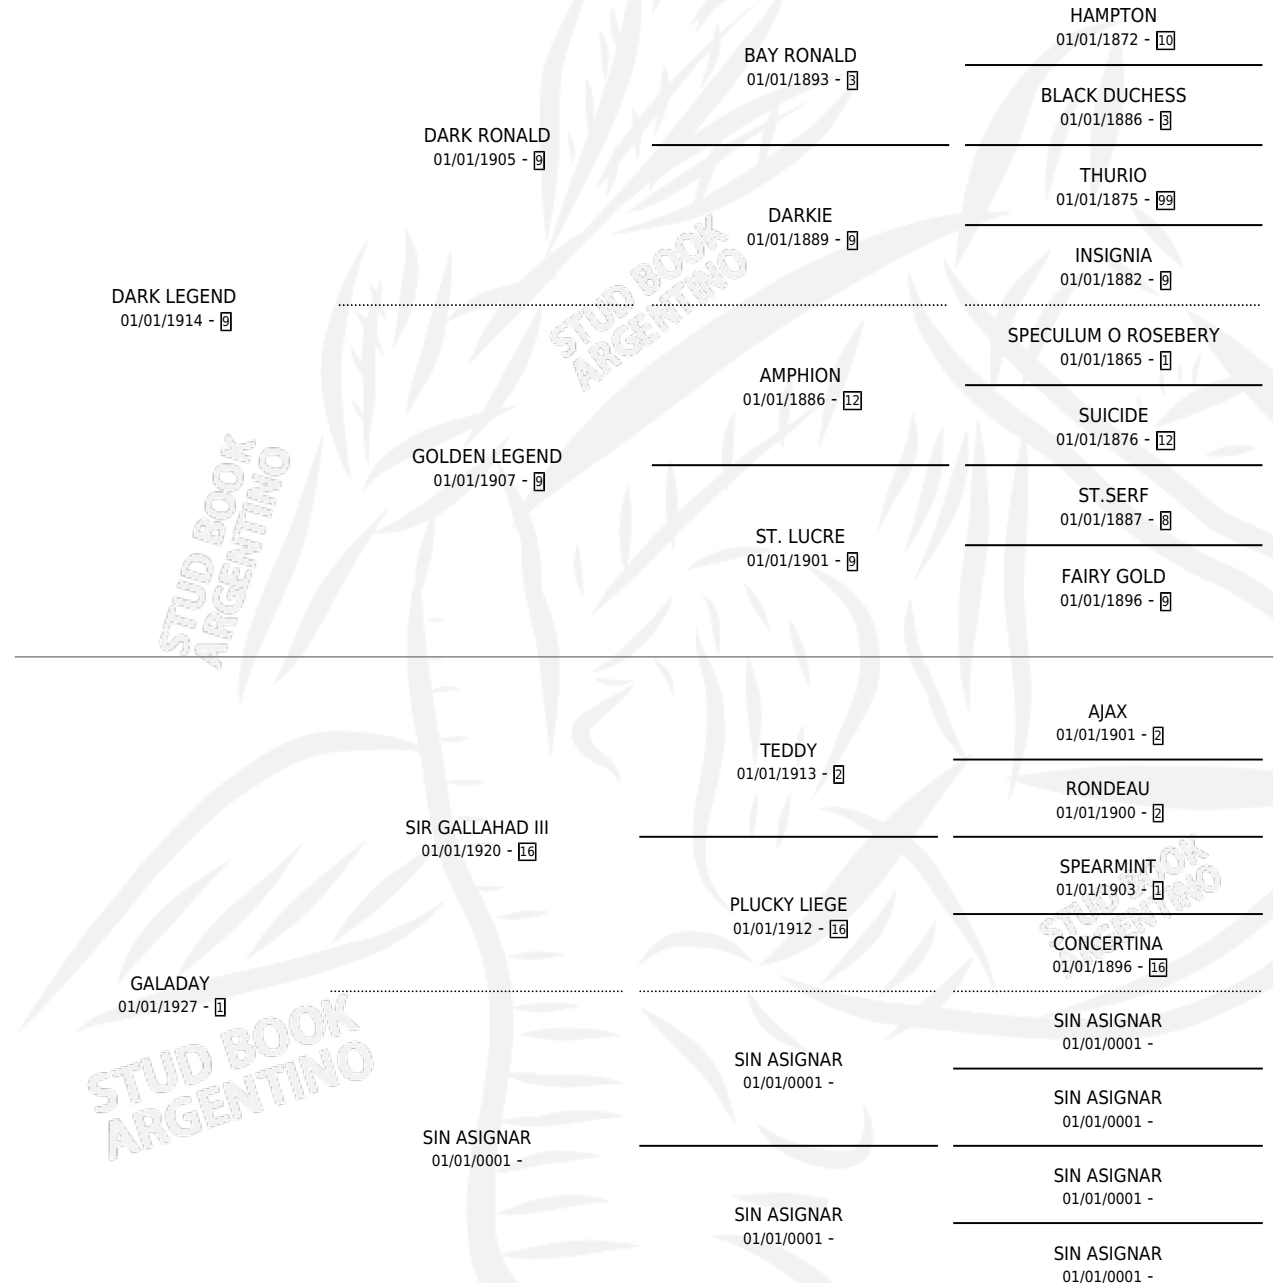 HAMPTON
01/01/1872 - 10
BAY RONALD
01/01/1893 - 3
BLACK DUCHESS
01/01/1886 - 3
DARK RONALD
01/01/1905 - 9
THURIO
01/01/1875 - 99
DARKIE
01/01/1889 - 9
INSIGNIA
01/01/1882 - 9
DARK LEGEND
01/01/1914 - 9
STUD BOOK
ARGENTINO
SPECULUM O ROSEBERY
01/01/1865 - 1
AMPHION
01/01/1886 - 12
SUICIDE
01/01/1876 - 12
GOLDEN LEGEND
01/01/1907 - 9
ST.SERF
01/01/1887 - 8
ST. LUCRE
01/01/1901 - 9
FAIRY GOLD
01/01/1896 - 9
STUD BOOK
ARGENTINO
AJAX
01/01/1901 - 2
TEDDY
01/01/1913 - 2
RONDEAU
01/01/1900 - 2
SIR GALLAHAD III
01/01/1920 - 16
SPEARMINT
01/01/1903 - 1
PLUCKY LIEGE
01/01/1912 - 16
STUD BOOK
ARGENTINO
CONCERTINA
01/01/1896 - 16
GALADAY
01/01/1927 - 1
SIN ASIGNAR
01/01/0001 -
SIN ASIGNAR
01/01/0001 -
STUD BOOK
ARGENTINO
SIN ASIGNAR
01/01/0001 -
SIN ASIGNAR
01/01/0001 -
SIN ASIGNAR
01/01/0001 -
SIN ASIGNAR
01/01/0001 -
SIN ASIGNAR
01/01/0001 -